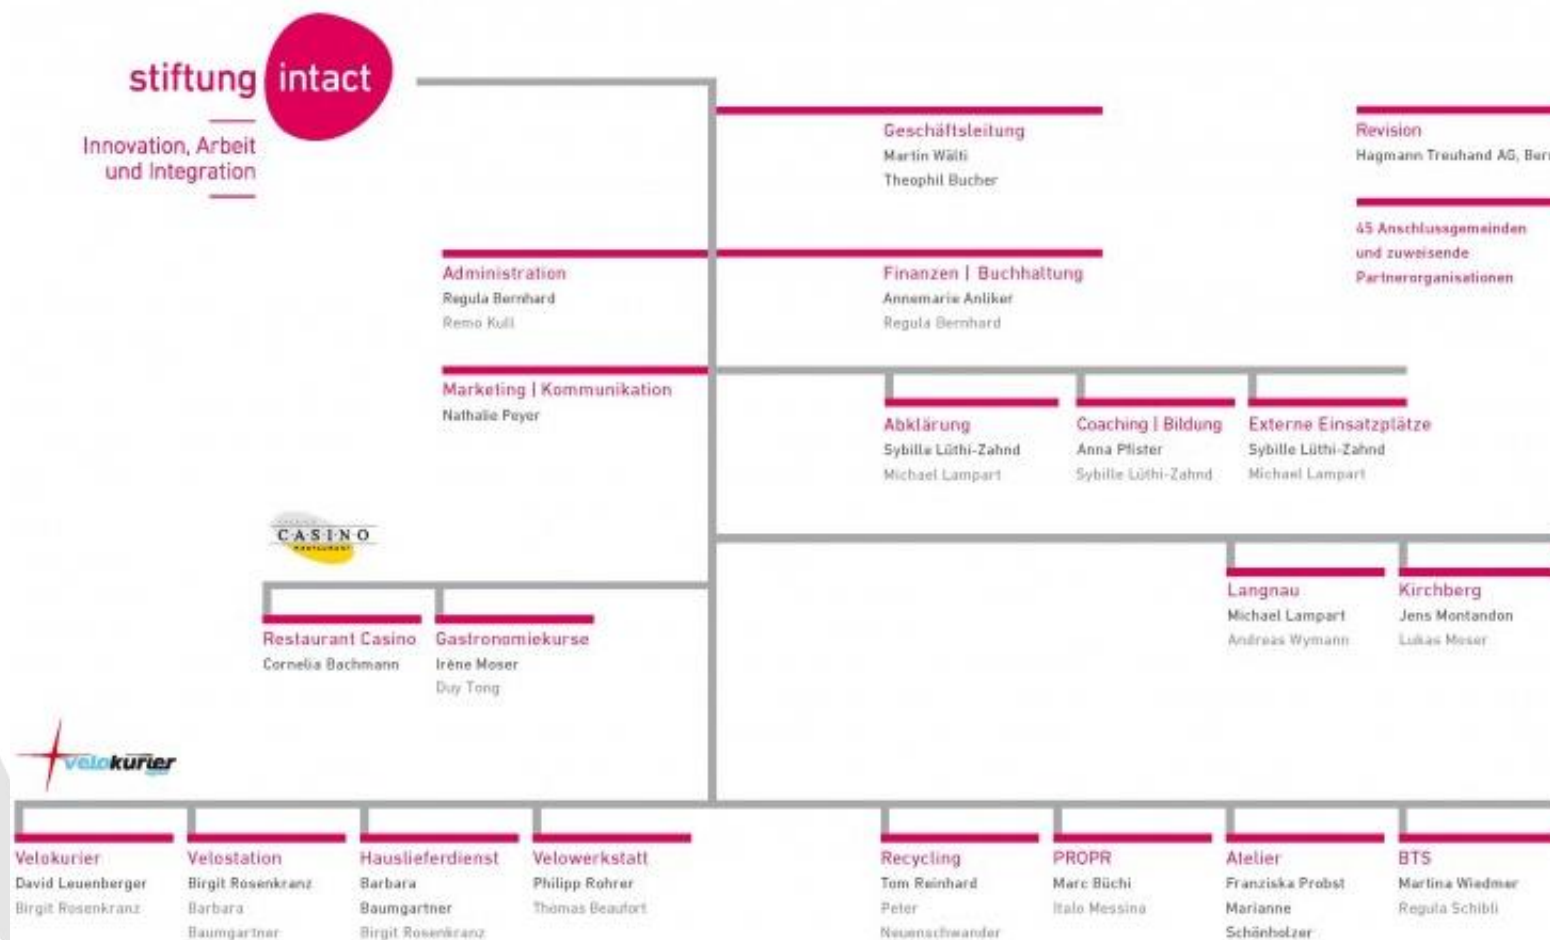 stiftung intact
Innovation, Arbeit
und Integration
Geschäftsleitung
Martin Wälti
Theophil Bucher
Revision
Hagmann Treuhand AG, Bern
45 Anschlussgemeinden
und zuweisende
Partnerorganisationen
Administration
Regula Bernhard
Remo Kull
Finanzen | Buchhaltung
Annemarie Anliker
Regula Bernhard
Marketing | Kommunikation
Nathalie Peyer
Abklärung
Sybille Lüthi-Zahnd
Michael Lampart
Coaching | Bildung
Anna Pfister
Sybille Lüthi-Zahnd
Externe Einsatzplätze
Sybille Lüthi-Zahnd
Michael Lampart
CASINO
RESTAURANT
Langnau
Michael Lampart
Andreas Wymann
Kirchberg
Jens Montandon
Lukas Moser
Restaurant Casino
Cornelia Bachmann
Gastronomiekurse
Irène Moser
Duy Tong
velokurier
Velokurier
David Leuenberger
Birgit Rosenkranz
Velostation
Birgit Rosenkranz
Barbara
Baumgartner
Hauslieferdienst
Barbara
Baumgartner
Birgit Rosenkranz
Velowerkstatt
Philipp Rohrer
Thomas Beaufort
Recycling
Tom Reinhard
Peter
Neuenschwander
PROPR
Marc Büchi
Italo Messina
Atelier
Franziska Probst
Marianne
Schönholzer
BTS
Martina Wiedmer
Regula Schibli